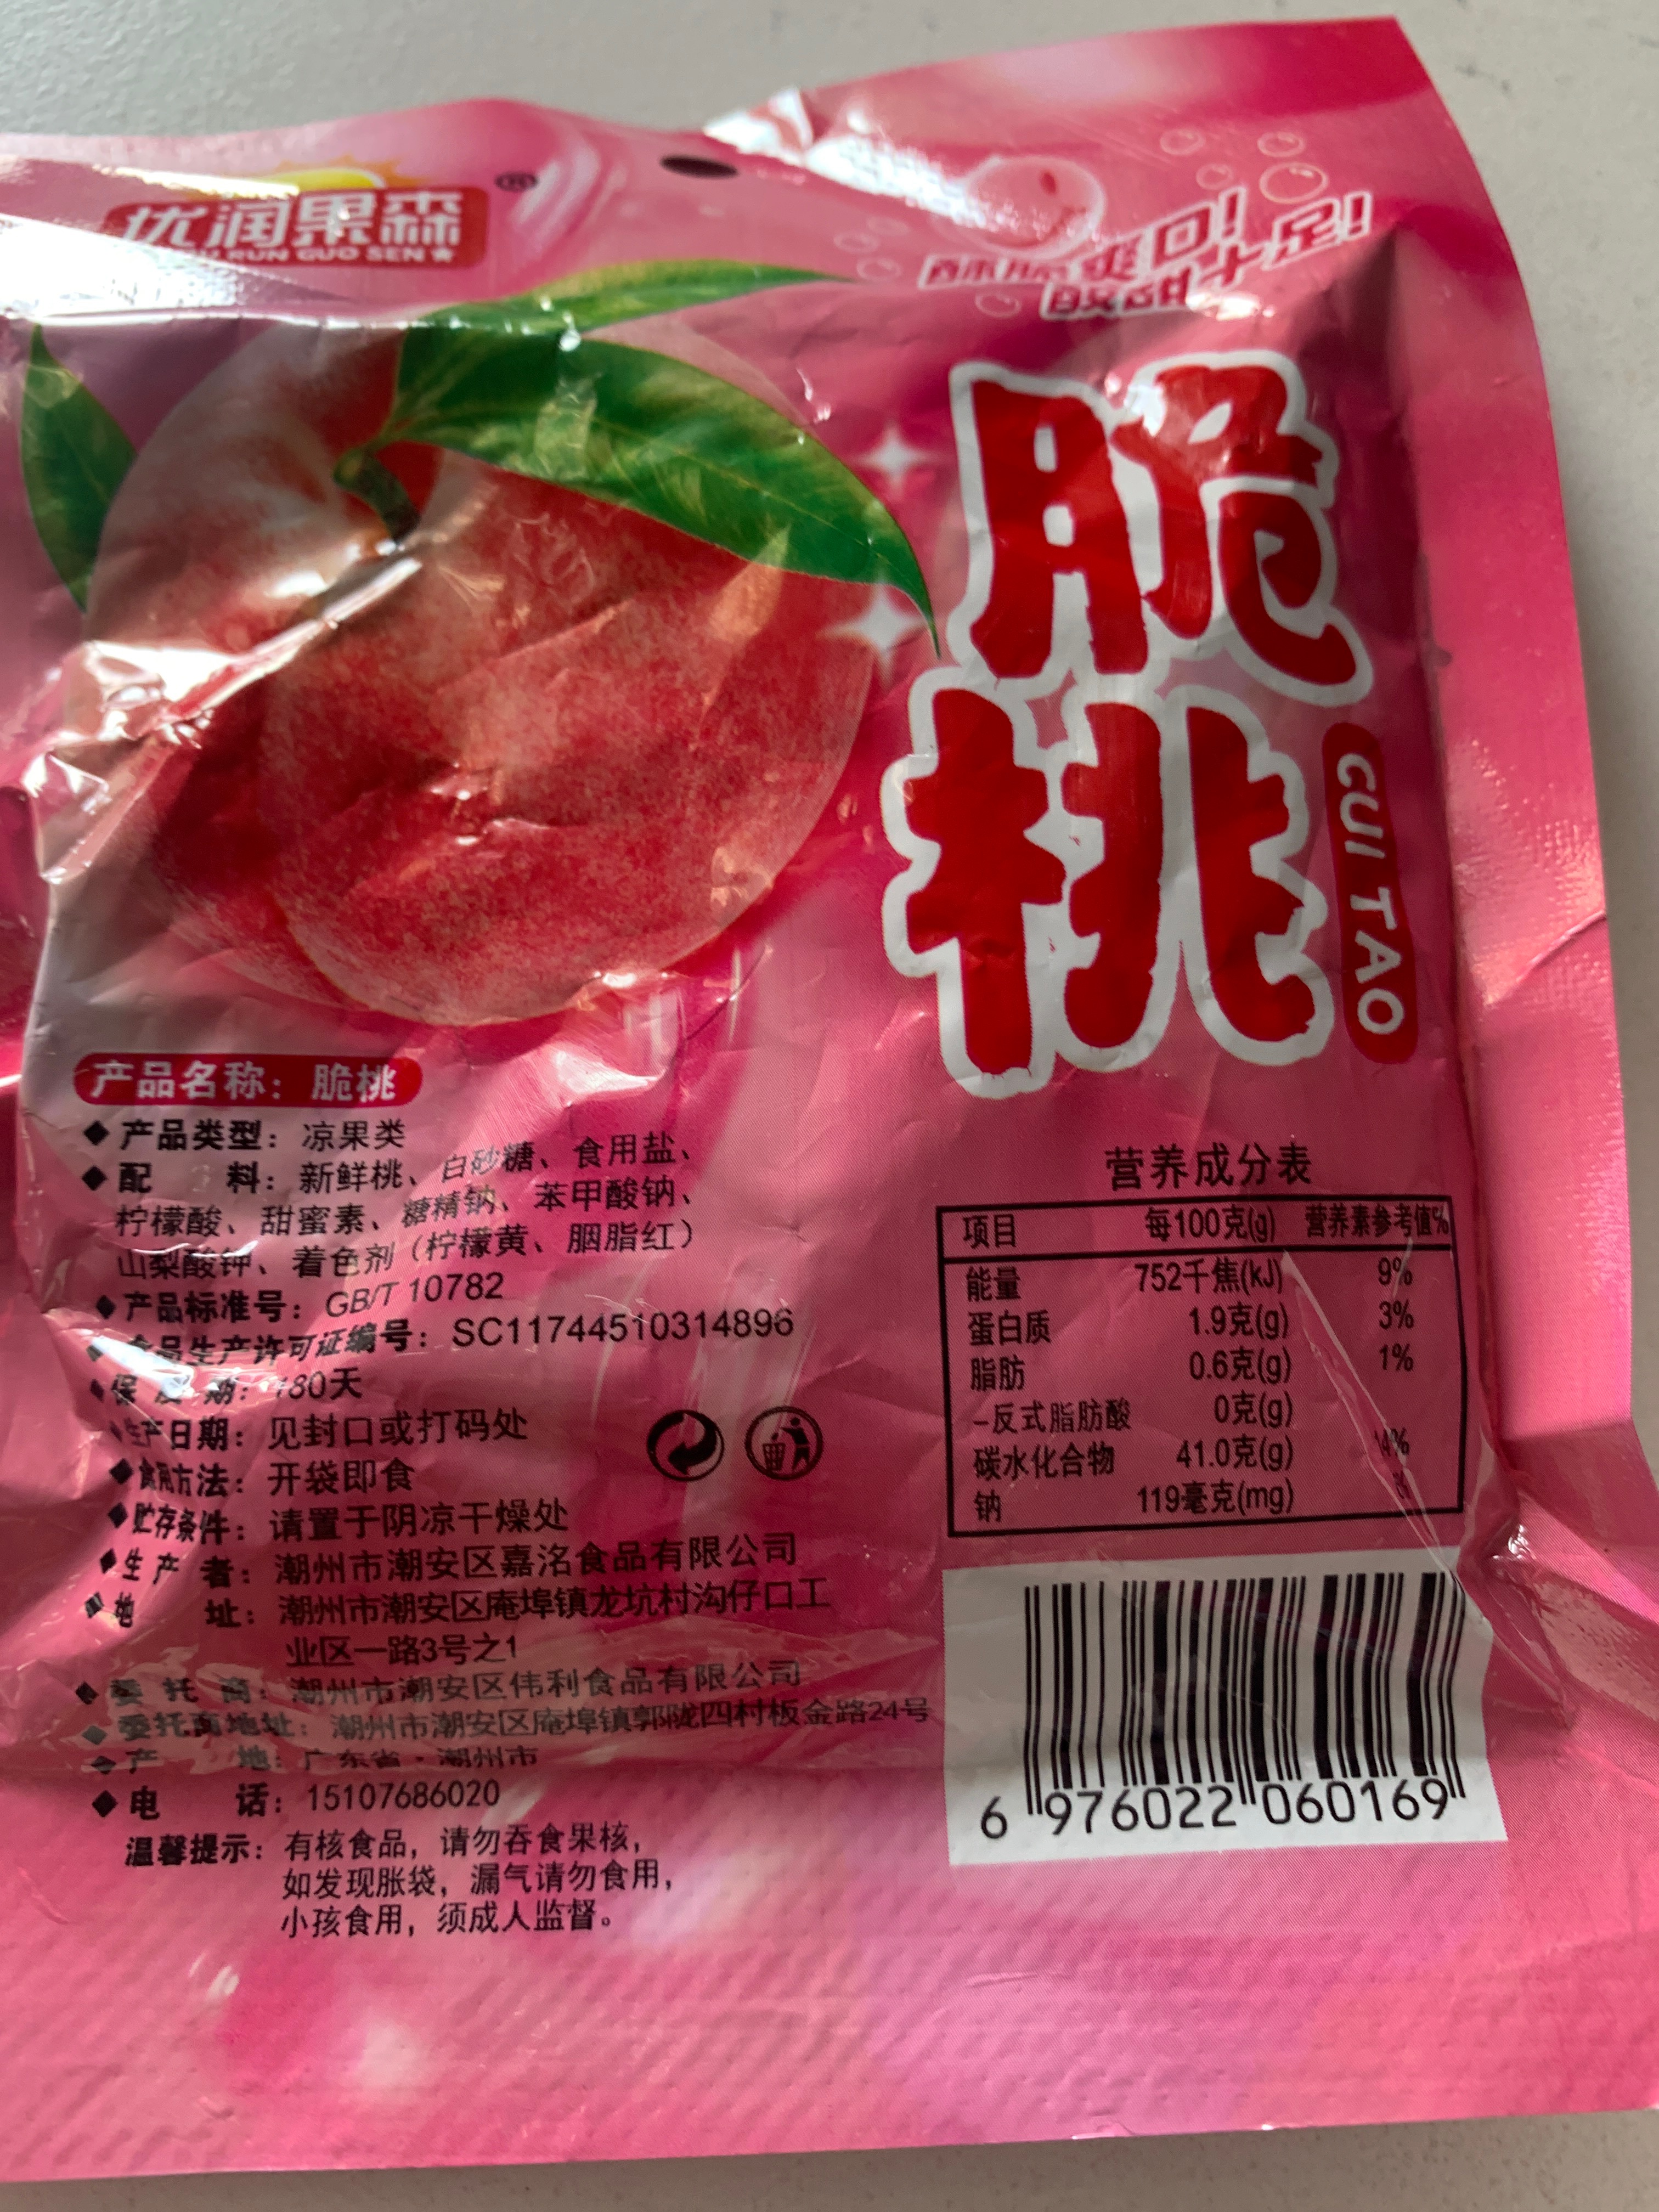 优润果森®
RUN GUO SEN
酥脆爽口!
酸甜十足!
脆桃
CUI TAO
产品名称：脆桃
◆产品类型：凉果类
◆配 料：新鲜桃、白砂糖、食用盐、
柠檬酸、甜蜜素、糖精钠、苯甲酸钠、
山梨酸钾、着色剂（柠檬黄、胭脂红）
◆产品标准号：GB/T 10782
◆食品生产许可证编号：SC11744510314896
◆保 质 期：180天
◆生产日期：见封口或打码处
◆食用方法：开袋即食
◆贮存条件：请置于阴凉干燥处
◆生 产 者：潮州市潮安区嘉洺食品有限公司
◆地 址：潮州市潮安区庵埠镇龙坑村沟仔口工
业区一路3号之1
◆委 托 商：潮州市潮安区伟利食品有限公司
◆委托商地址：潮州市潮安区庵埠镇郭陇四村板金路24号
◆产 地：广东省·潮州市
◆电 话：15107686020
温馨提示：有核食品，请勿吞食果核，
如发现胀袋，漏气请勿食用，
小孩食用，须成人监督。
营养成分表
项目 每100克(g) 营养素参考值%
能量 752千焦(kJ) 9%
蛋白质 1.9克(g) 3%
脂肪 0.6克(g) 1%
-反式脂肪酸 0克(g)
碳水化合物 41.0克(g) 14%
钠 119毫克(mg)
6 976022 060169